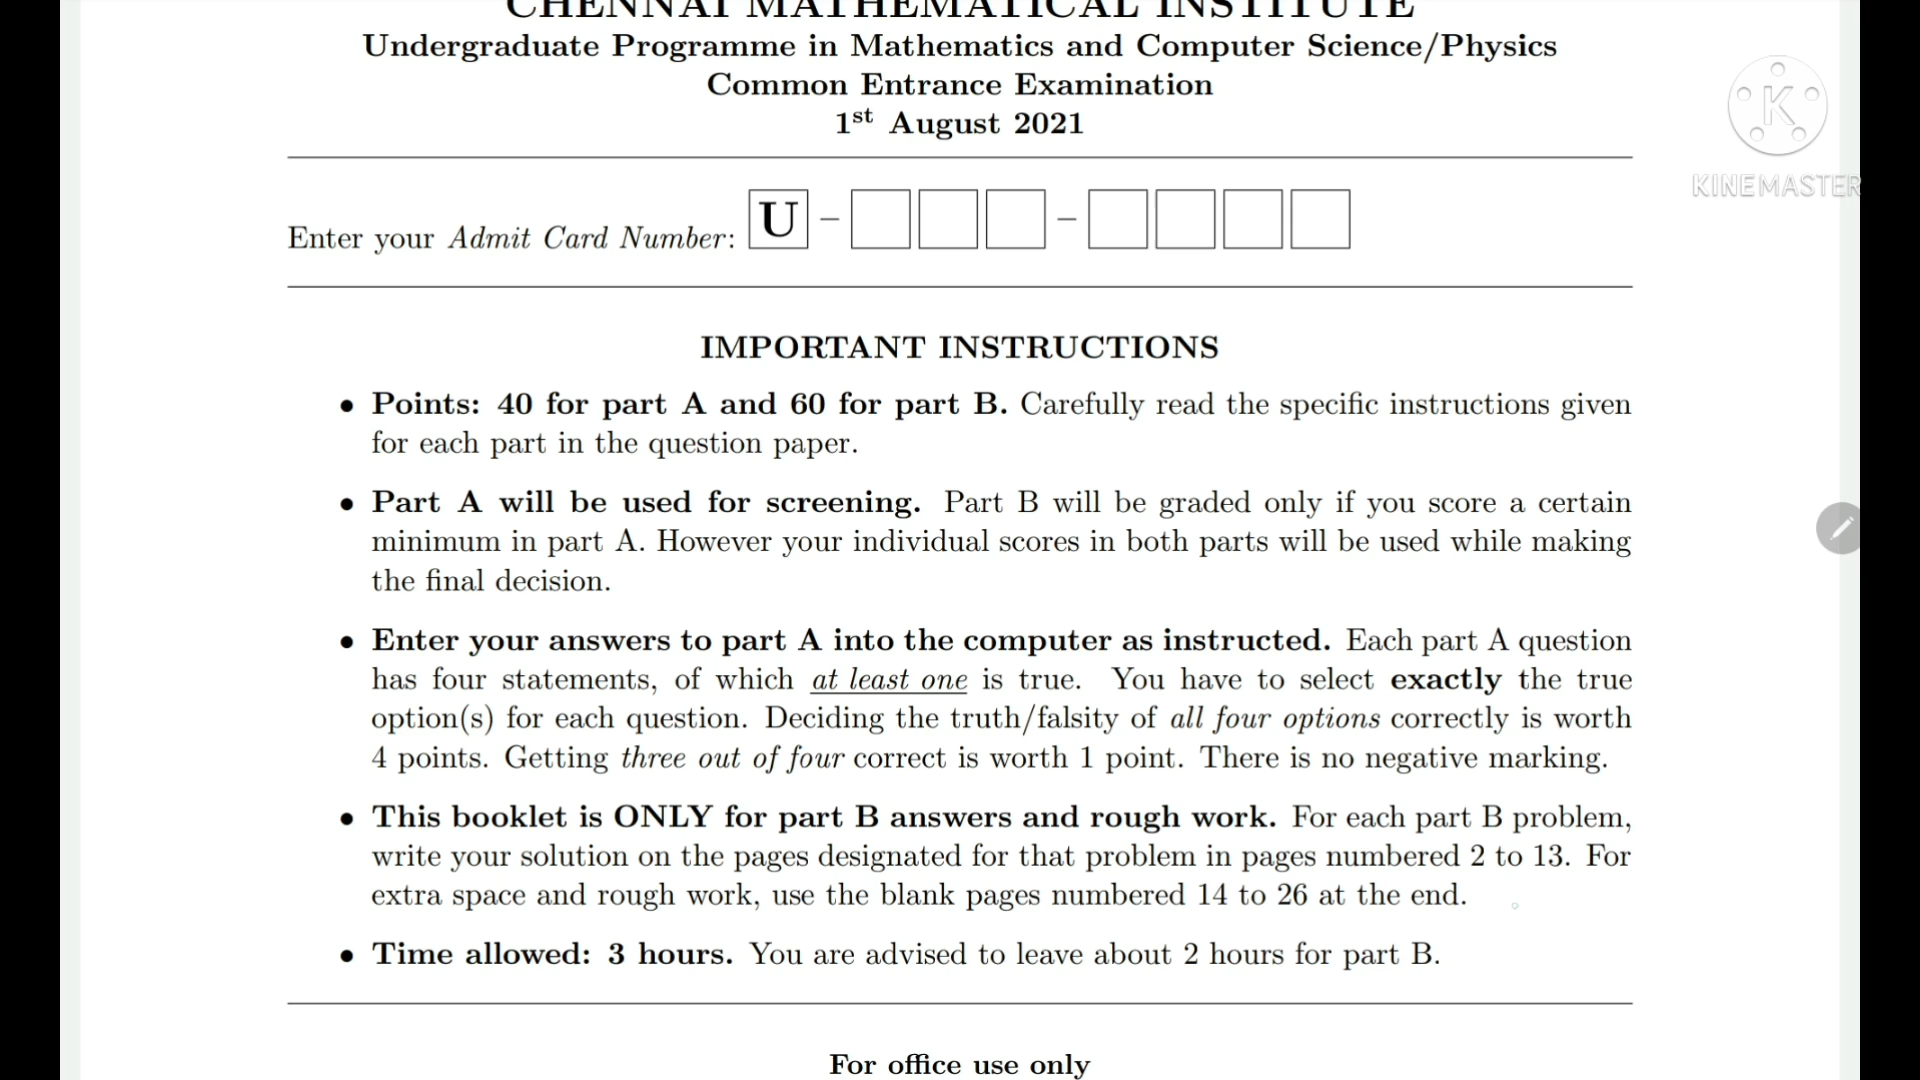 CHENNAI MATHEMATICAL INSTITUTE
Undergraduate Programme in Mathematics and Computer Science/Physics
Common Entrance Examination
1st August 2021
K
KINEMASTER
Enter your Admit Card Number: U – –
IMPORTANT INSTRUCTIONS
• Points: 40 for part A and 60 for part B. Carefully read the specific instructions given
for each part in the question paper.
• Part A will be used for screening. Part B will be graded only if you score a certain
minimum in part A. However your individual scores in both parts will be used while making
the final decision.
• Enter your answers to part A into the computer as instructed. Each part A question
has four statements, of which at least one is true. You have to select exactly the true
option(s) for each question. Deciding the truth/falsity of all four options correctly is worth
4 points. Getting three out of four correct is worth 1 point. There is no negative marking.
• This booklet is ONLY for part B answers and rough work. For each part B problem,
write your solution on the pages designated for that problem in pages numbered 2 to 13. For
extra space and rough work, use the blank pages numbered 14 to 26 at the end.
• Time allowed: 3 hours. You are advised to leave about 2 hours for part B.
For office use only